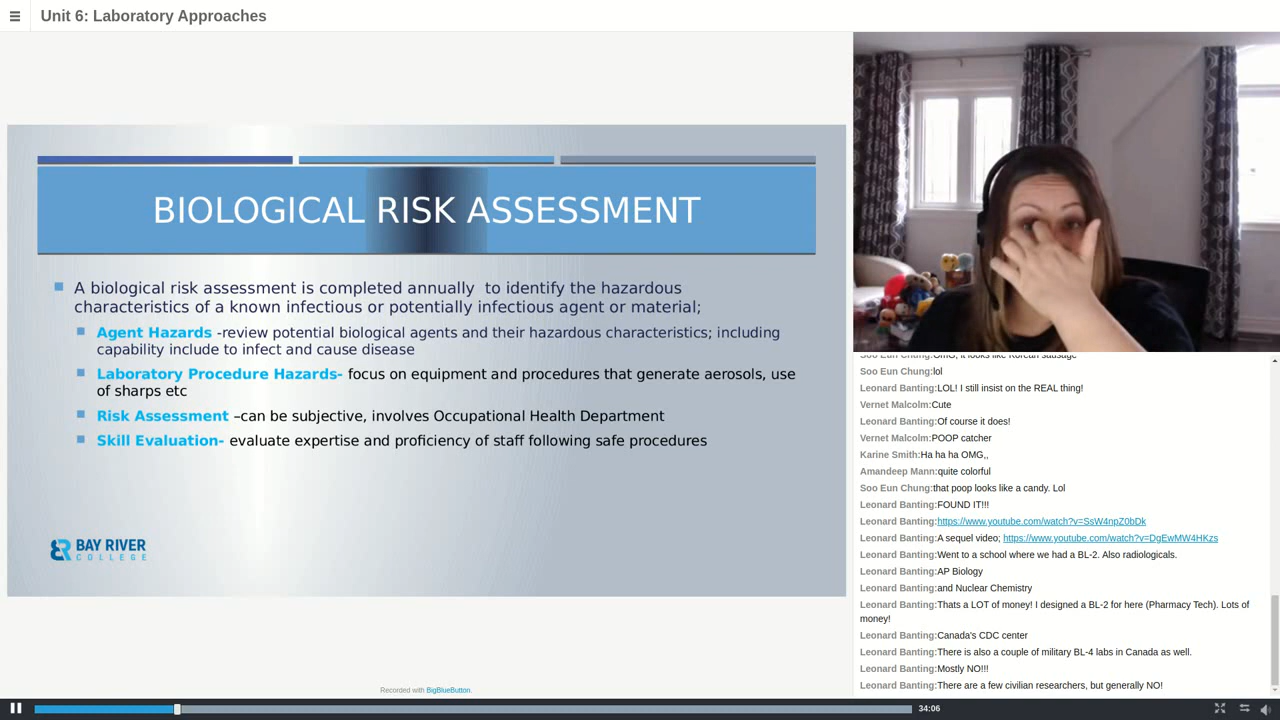 Unit 6: Laboratory Approaches
BIOLOGICAL RISK ASSESSMENT
A biological risk assessment is completed annually to identify the hazardous
characteristics of a known infectious or potentially infectious agent or material;
Agent Hazards -review potential biological agents and their hazardous characteristics; including
capability include to infect and cause disease
Laboratory Procedure Hazards- focus on equipment and procedures that generate aerosols, use
of sharps etc
Risk Assessment –can be subjective, involves Occupational Health Department
Skill Evaluation- evaluate expertise and proficiency of staff following safe procedures
BAY RIVER
COLLEGE
Recorded with BigBlueButton.
Soo Eun Chung:OmG, it looks like Korean sausage
Soo Eun Chung:lol
Leonard Banting:LOL! I still insist on the REAL thing!
Vernet Malcolm:Cute
Leonard Banting:Of course it does!
Vernet Malcolm:POOP catcher
Karine Smith:Ha ha ha OMG,,
Amandeep Mann:quite colorful
Soo Eun Chung:that poop looks like a candy. Lol
Leonard Banting:FOUND IT!!!
Leonard Banting:https://www.youtube.com/watch?v=SsW4npZ0bDk
Leonard Banting:A sequel video; https://www.youtube.com/watch?v=DgEwMW4HKzs
Leonard Banting:Went to a school where we had a BL-2. Also radiologicals.
Leonard Banting:AP Biology
Leonard Banting:and Nuclear Chemistry
Leonard Banting:Thats a LOT of money! I designed a BL-2 for here (Pharmacy Tech). Lots of
money!
Leonard Banting:Canada's CDC center
Leonard Banting:There is also a couple of military BL-4 labs in Canada as well.
Leonard Banting:Mostly NO!!!
Leonard Banting:There are a few civilian researchers, but generally NO!
34:06